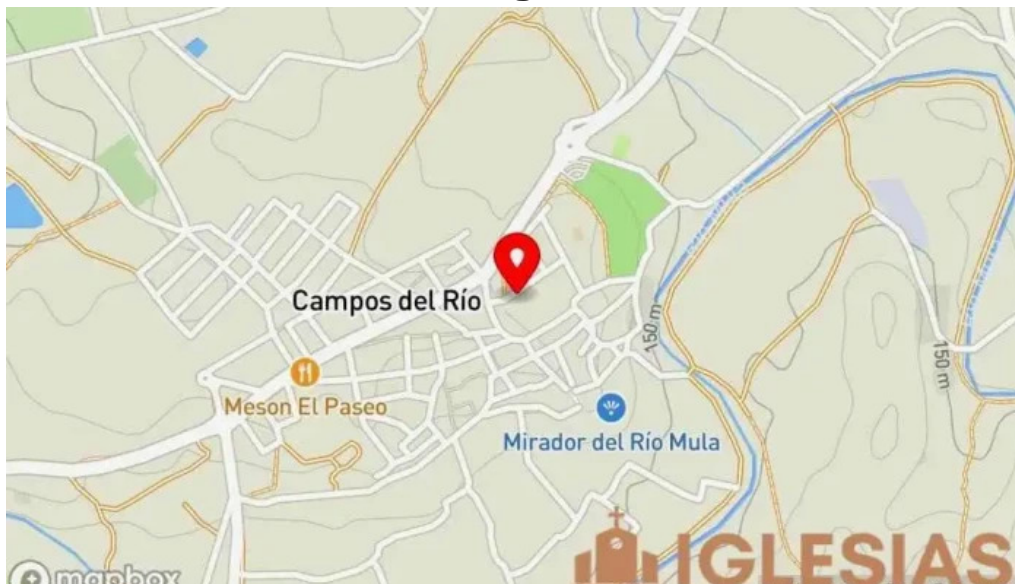 Campos del Río
Meson El Paseo
Mirador del Río Mula
150 m
150 m
IGLESIAS
mapbox